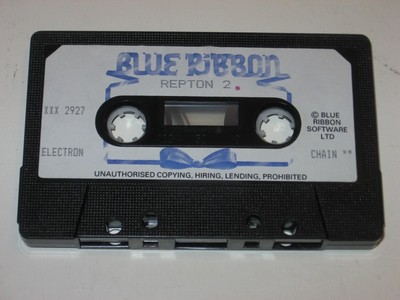 BLUE RIBBON
REPTON 2
XXX 2927
© BLUE
RIBBON
SOFTWARE
LTD
ELECTRON
CHAIN "
UNAUTHORISED COPYING, HIRING, LENDING, PROHIBITED